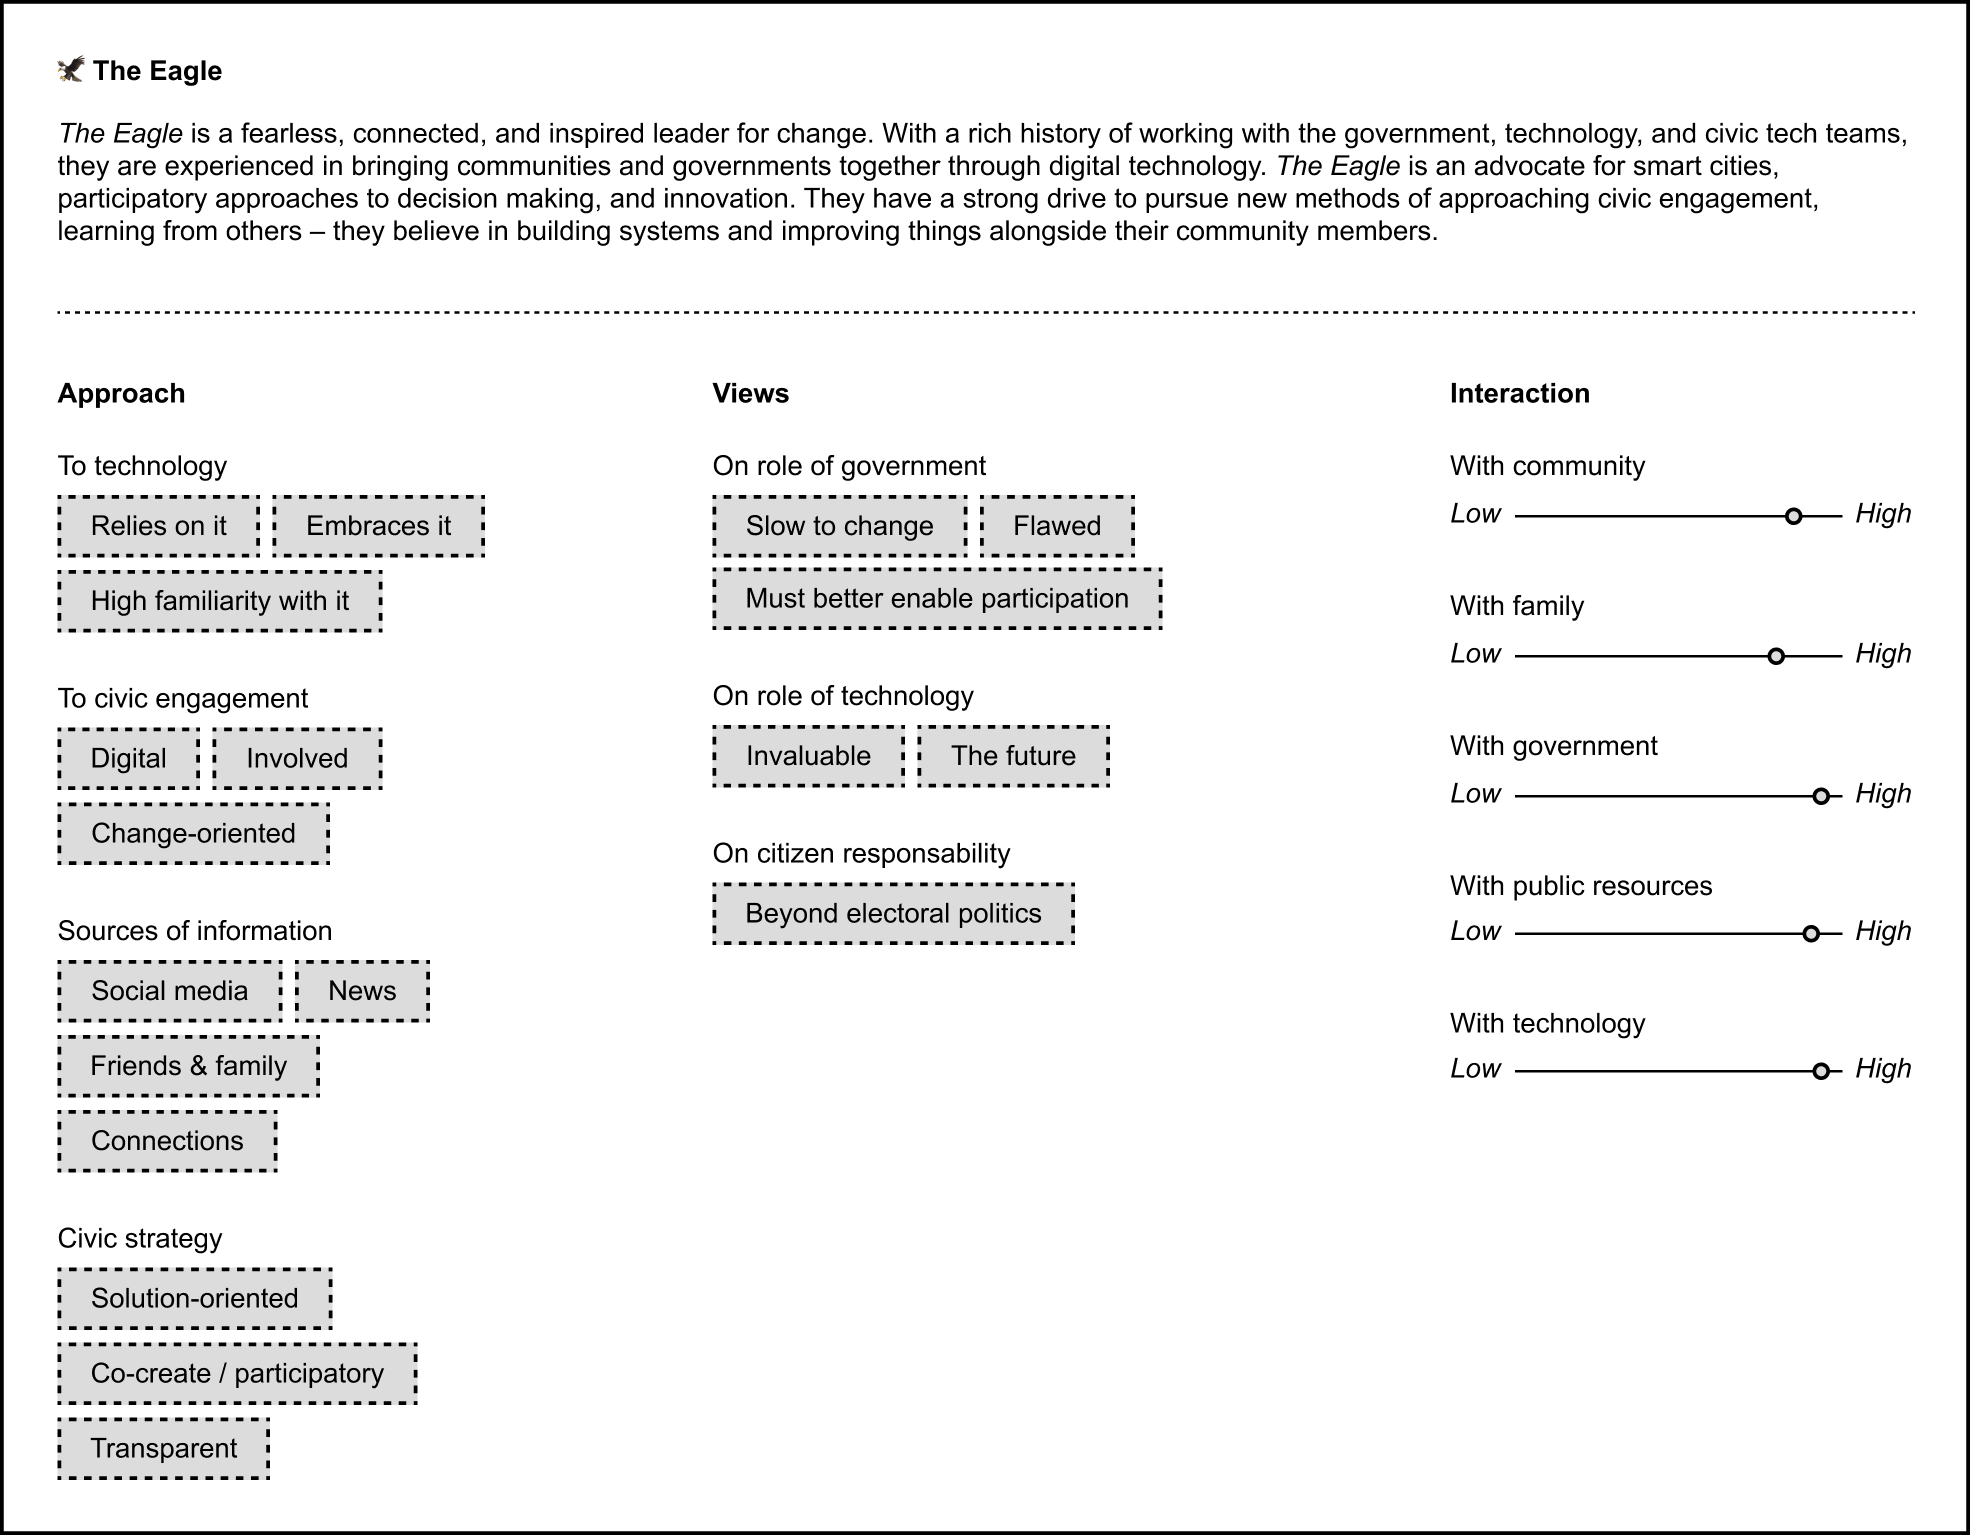 The Eagle
The Eagle is a fearless, connected, and inspired leader for change. With a rich history of working with the government, technology, and civic tech teams,
they are experienced in bringing communities and governments together through digital technology. The Eagle is an advocate for smart cities,
participatory approaches to decision making, and innovation. They have a strong drive to pursue new methods of approaching civic engagement,
learning from others – they believe in building systems and improving things alongside their community members.
Approach
To technology
Relies on it
Embraces it
High familiarity with it
To civic engagement
Digital
Involved
Change-oriented
Sources of information
Social media
News
Friends & family
Connections
Civic strategy
Solution-oriented
Co-create / participatory
Transparent
Views
On role of government
Slow to change
Flawed
Must better enable participation
On role of technology
Invaluable
The future
On citizen responsability
Beyond electoral politics
Interaction
With community
Low High
With family
Low High
With government
Low High
With public resources
Low High
With technology
Low High